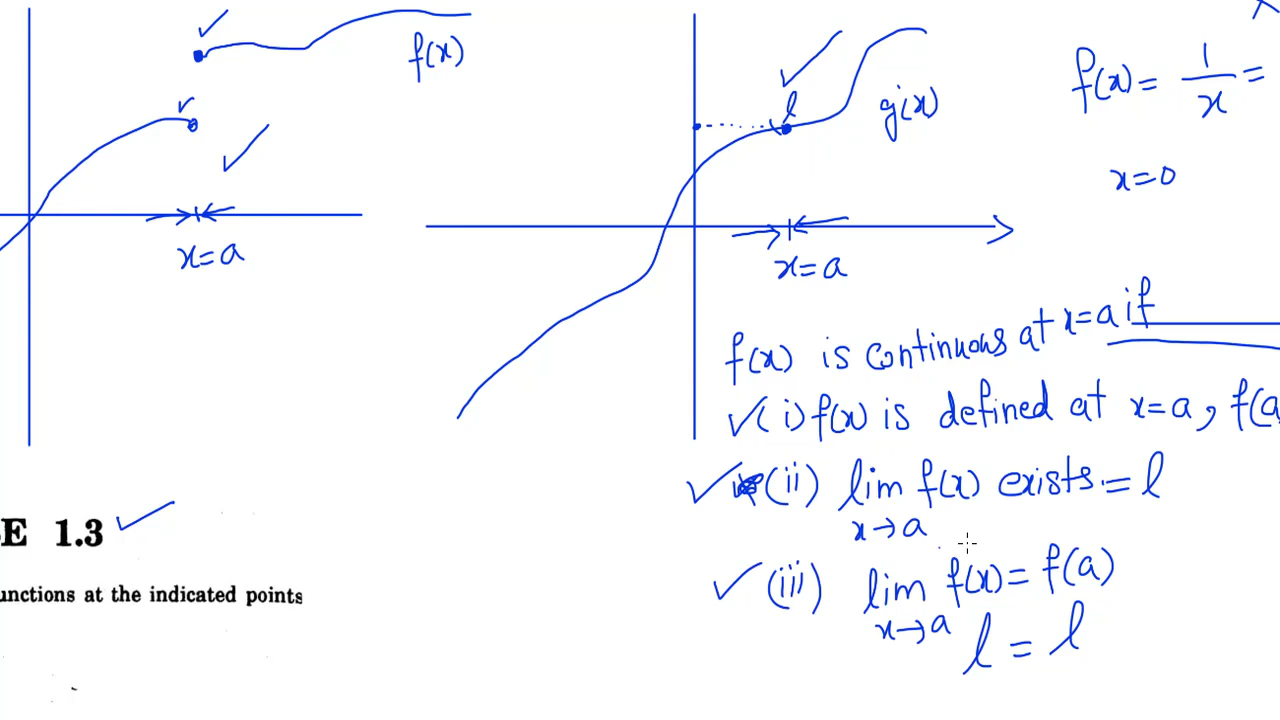 f(x)
x=a
l
g(x)
x=a
f(x) = 1/x =
x=0
f(x) is continuous at x=a if
(i) f(x) is defined at x=a, f(a
(ii) lim f(x) exists. = l
x→a
(iii) lim f(x) = f(a)
x→a
l = l
E 1.3
unctions at the indicated points